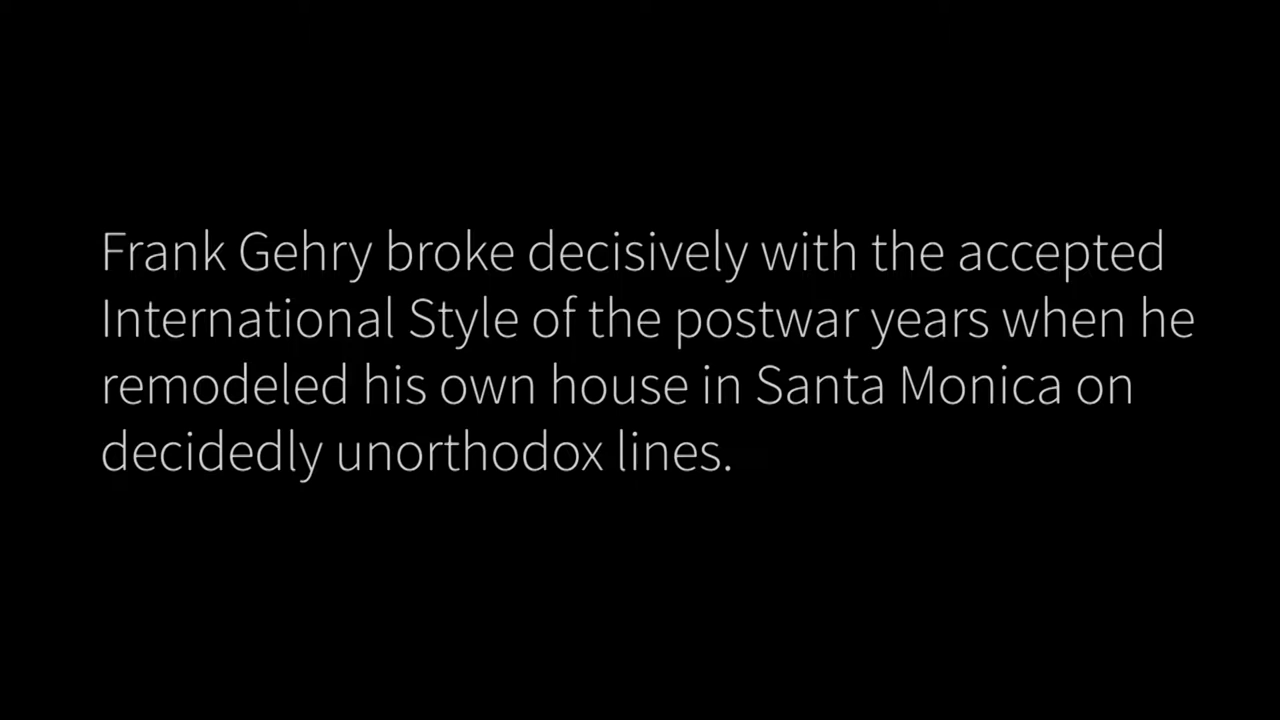 Frank Gehry broke decisively with the accepted
International Style of the postwar years when he
remodeled his own house in Santa Monica on
decidedly unorthodox lines.